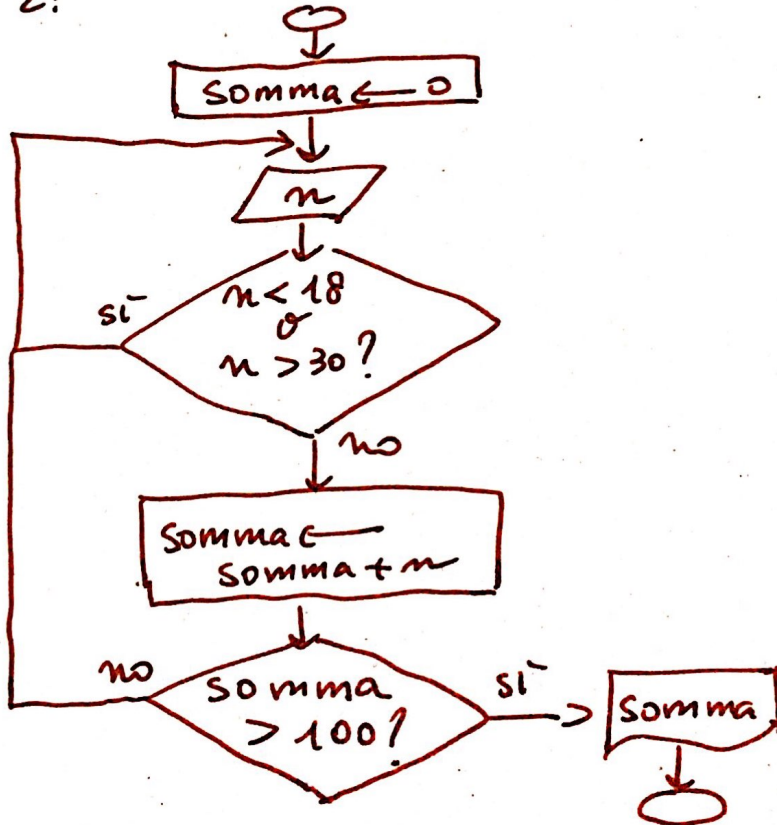 2.
somma ← 0
n
n < 18
o
n > 30?
sì
no
somma ←
somma + n
somma
> 100?
no
sì
somma